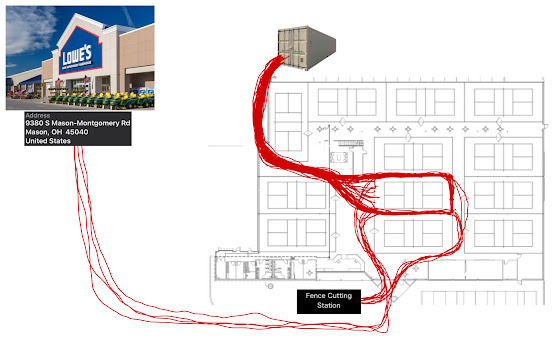 LOWE'S
Address
9380 S Mason-Montgomery Rd
Mason, OH 45040
United States
Fence Cutting
Station